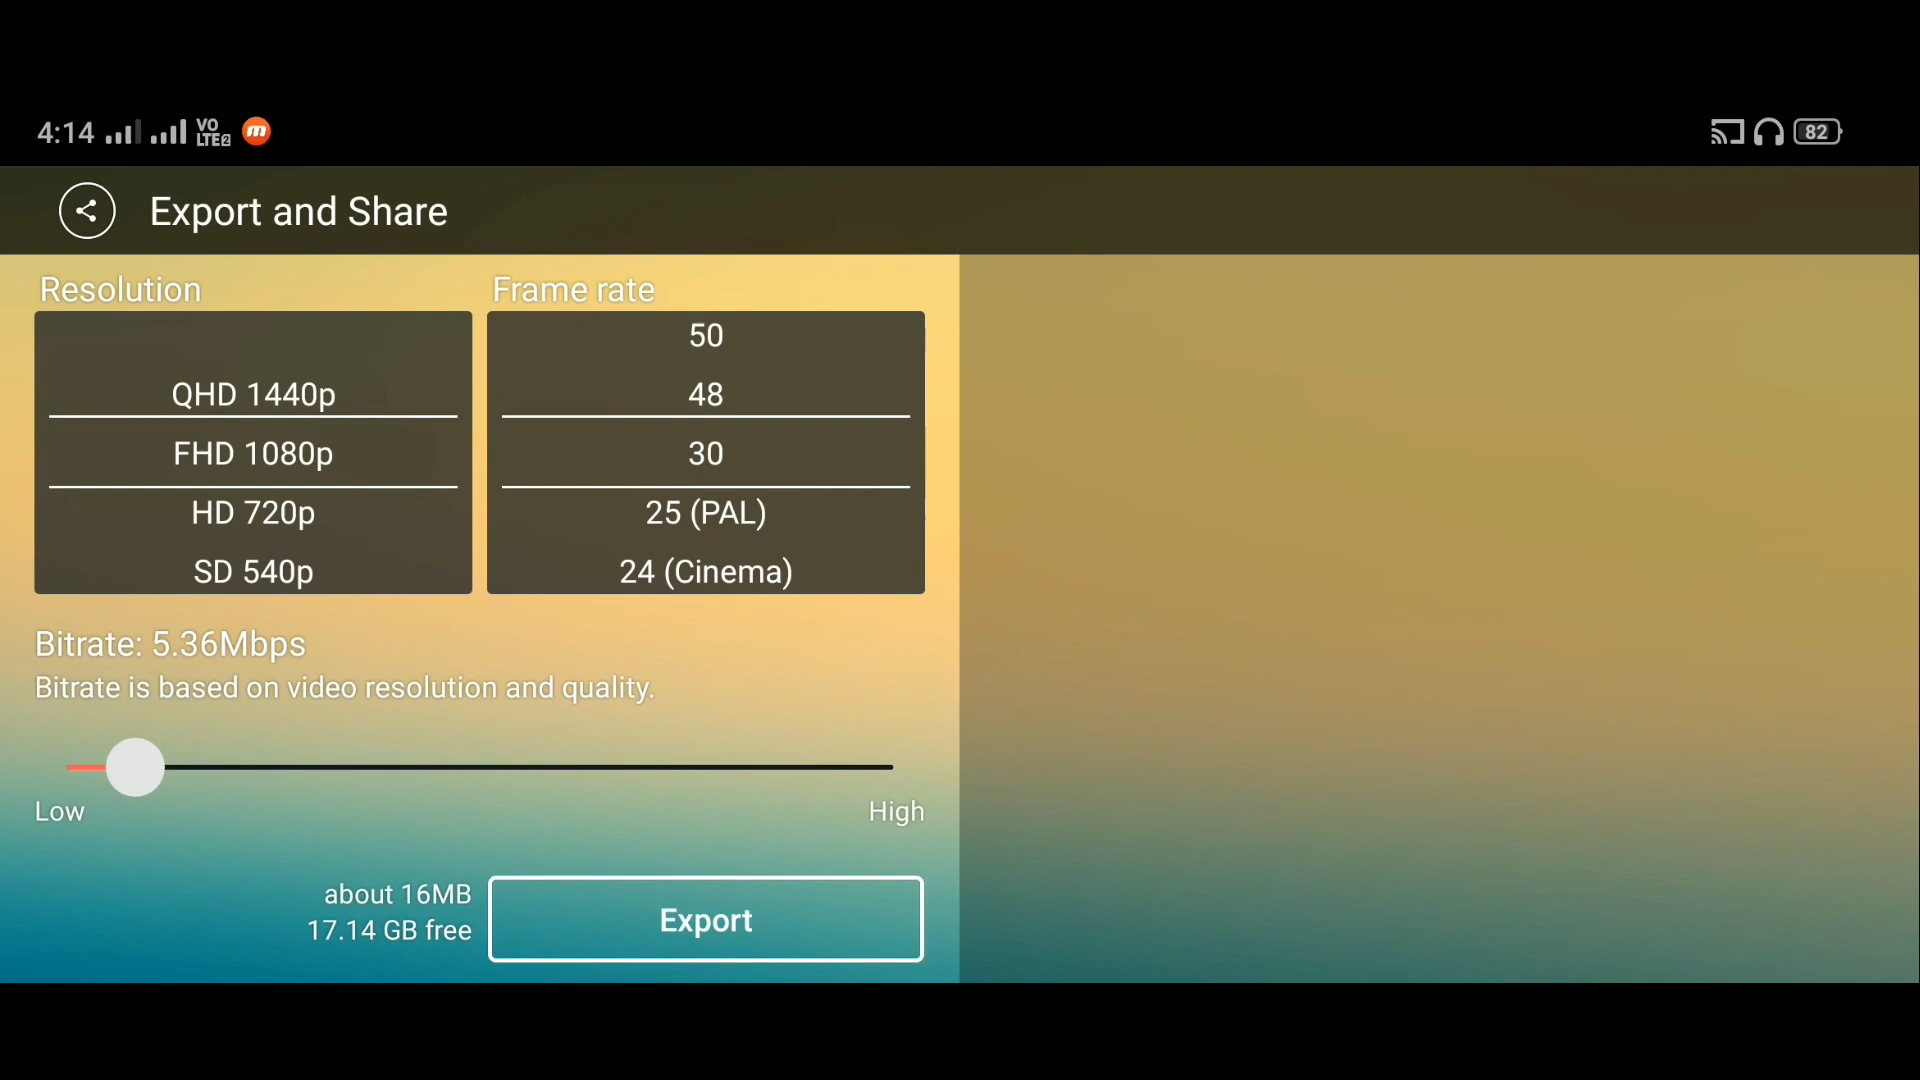 4:14 VO LTE2 m 82
Export and Share
Resolution
Frame rate
QHD 1440p
FHD 1080p
HD 720p
SD 540p
50
48
30
25 (PAL)
24 (Cinema)
Bitrate: 5.36Mbps
Bitrate is based on video resolution and quality.
Low
High
about 16MB
17.14 GB free
Export